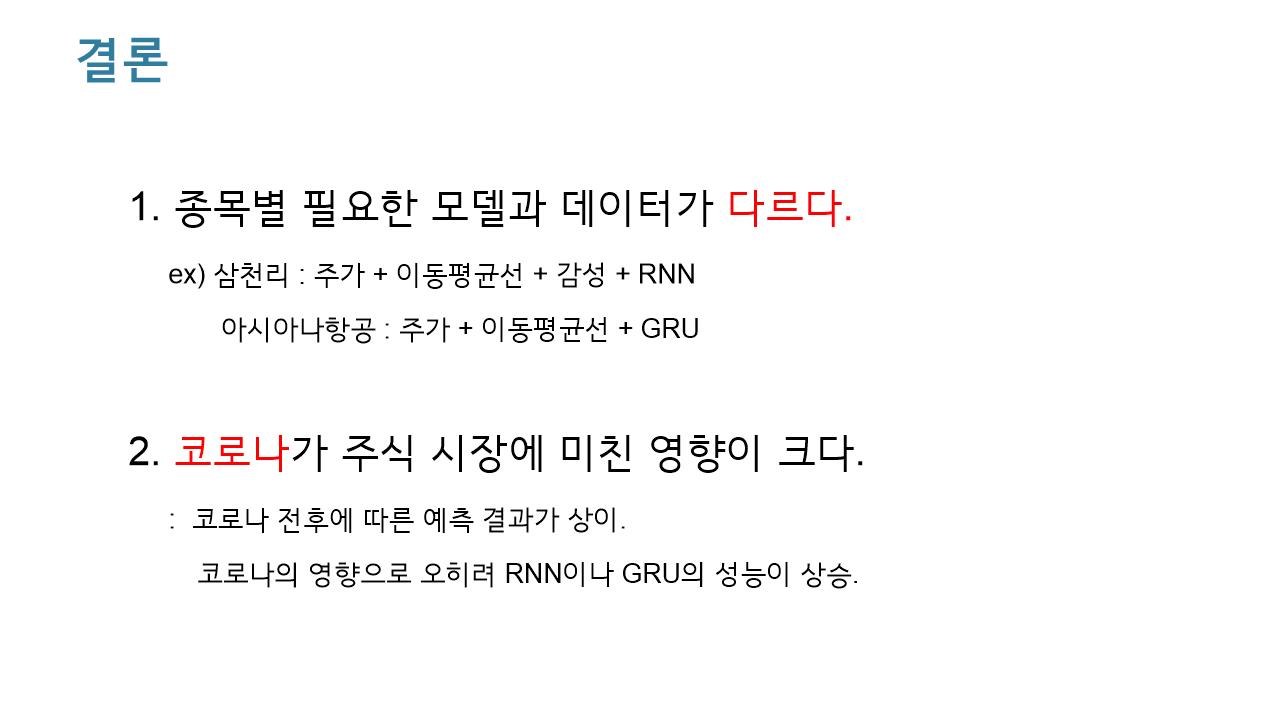 결론
1. 종목별 필요한 모델과 데이터가 다르다.
ex) 삼천리 : 주가 + 이동평균선 + 감성 + RNN
아시아나항공 : 주가 + 이동평균선 + GRU
2. 코로나가 주식 시장에 미친 영향이 크다.
: 코로나 전후에 따른 예측 결과가 상이.
코로나의 영향으로 오히려 RNN이나 GRU의 성능이 상승.